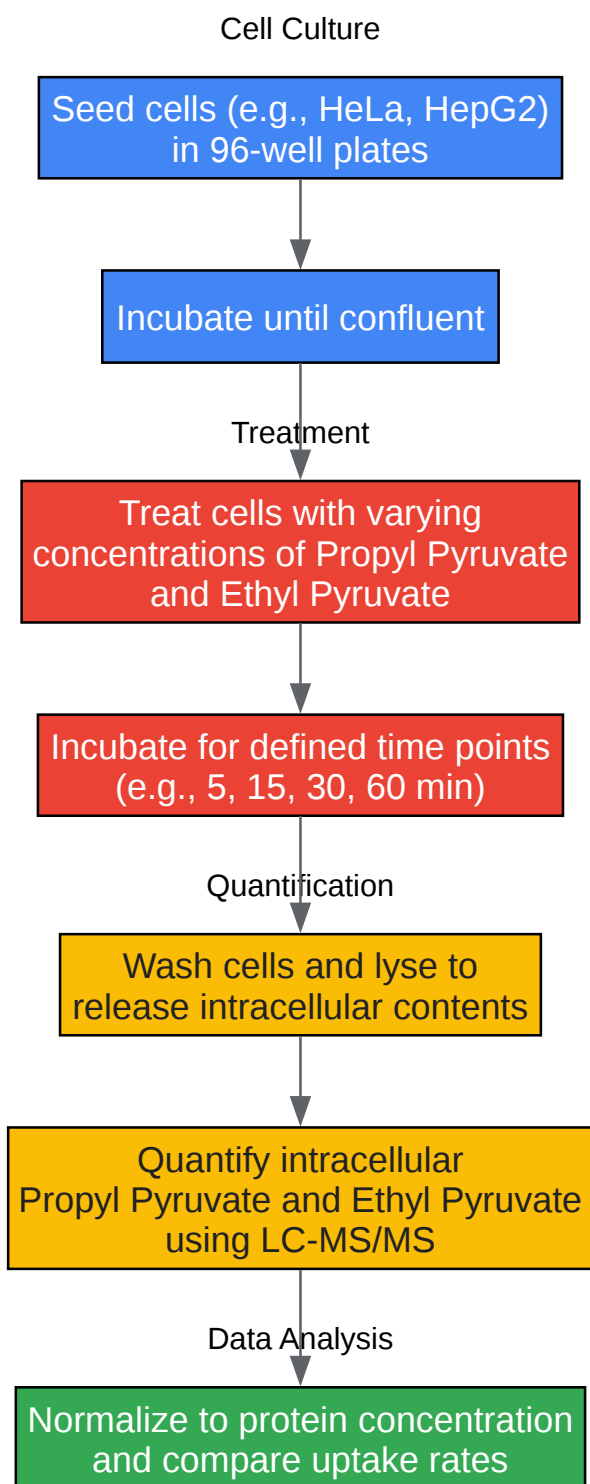 Cell Culture
Seed cells (e.g., HeLa, HepG2)
in 96-well plates
Incubate until confluent
Treatment
Treat cells with varying
concentrations of Propyl Pyruvate
and Ethyl Pyruvate
Incubate for defined time points
(e.g., 5, 15, 30, 60 min)
Quantification
Wash cells and lyse to
release intracellular contents
Quantify intracellular
Propyl Pyruvate and Ethyl Pyruvate
using LC-MS/MS
Data Analysis
Normalize to protein concentration
and compare uptake rates